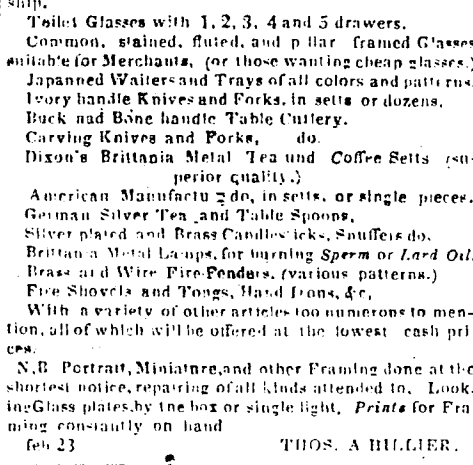 ship.
Toilet Glasses with 1, 2, 3, 4 and 5 drawers.
Common, stained, fluted, and pillar framed Glasses
suitable for Merchants, (or those wanting cheap glasses.)
Japanned Waiters and Trays of all colors and patterns.
Ivory handle Knives and Forks, in setts or dozens.
Buck and Bone handle Table Cutlery.
Carving Knives and Forks, do.
Dixon's Brittania Metal Tea und Coffee Setts (su-
perior quality.)
American Manufactu do, in setts, or single pieces.
German Silver Tea and Table Spoons,
Silver plated and Brass Candlesticks, Snuffers do.
Brittania Metal Lamps, for burning Sperm or Lard Oil.
Brass and Wire Fire Fenders, (various patterns.)
Fire Shovels and Tongs, Hand Irons, &c,
With a variety of other articles too numerous to men-
tion, all of which will be offered at the lowest cash pri
ces.
N.B Portrait, Miniature, and other Framing done at the
shortest notice, repairing of all kinds attended to. Look-
ing Glass plates, by the box or single light. Prints for Fra
ming constantly on hand
feb 23 THOS. A HILLIER.